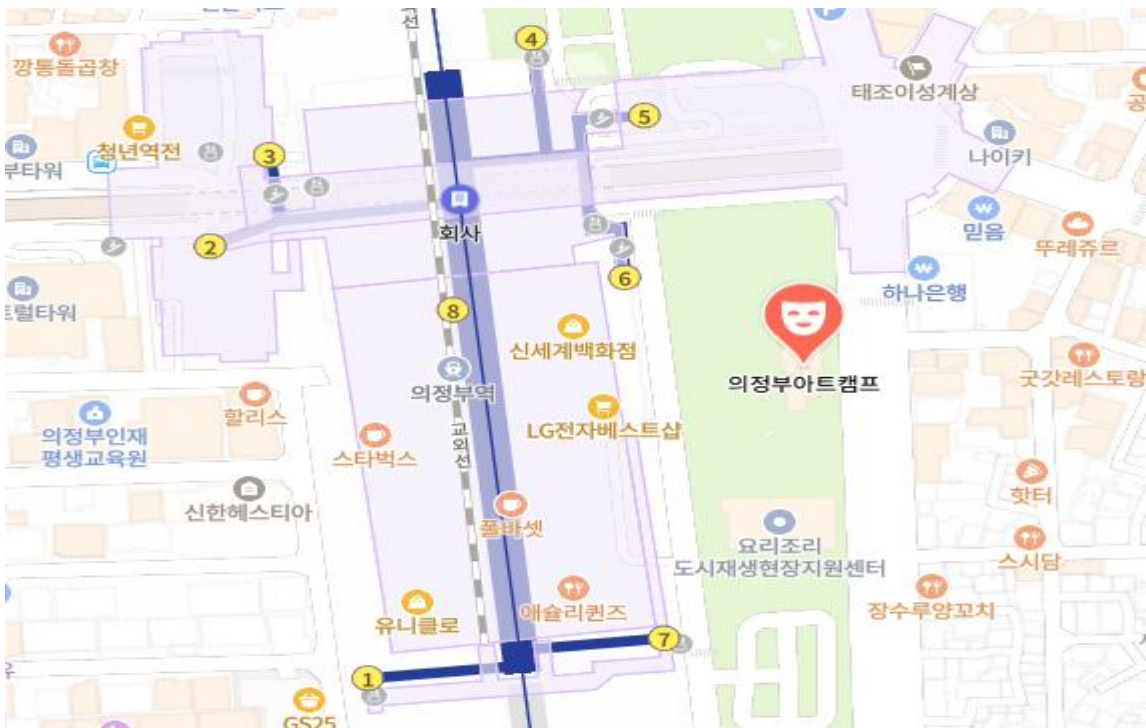 깡통돌곱창
4
태조이성계상
5
나이키
청년역전
부타워
3
회사
믿음
뚜레쥬르
2
6
하나은행
트럴타워
8
신세계백화점
의정부아트캠프
굿갓레스토랑
의정부역
할리스
의정부인재
평생교육원
LG전자베스트샵
교외선
스타벅스
핫터
신한헤스티아
폴바셋
요리조리
도시재생현장지원센터
스시담
애슐리퀸즈
장수루양꼬치
유니클로
7
1
GS25